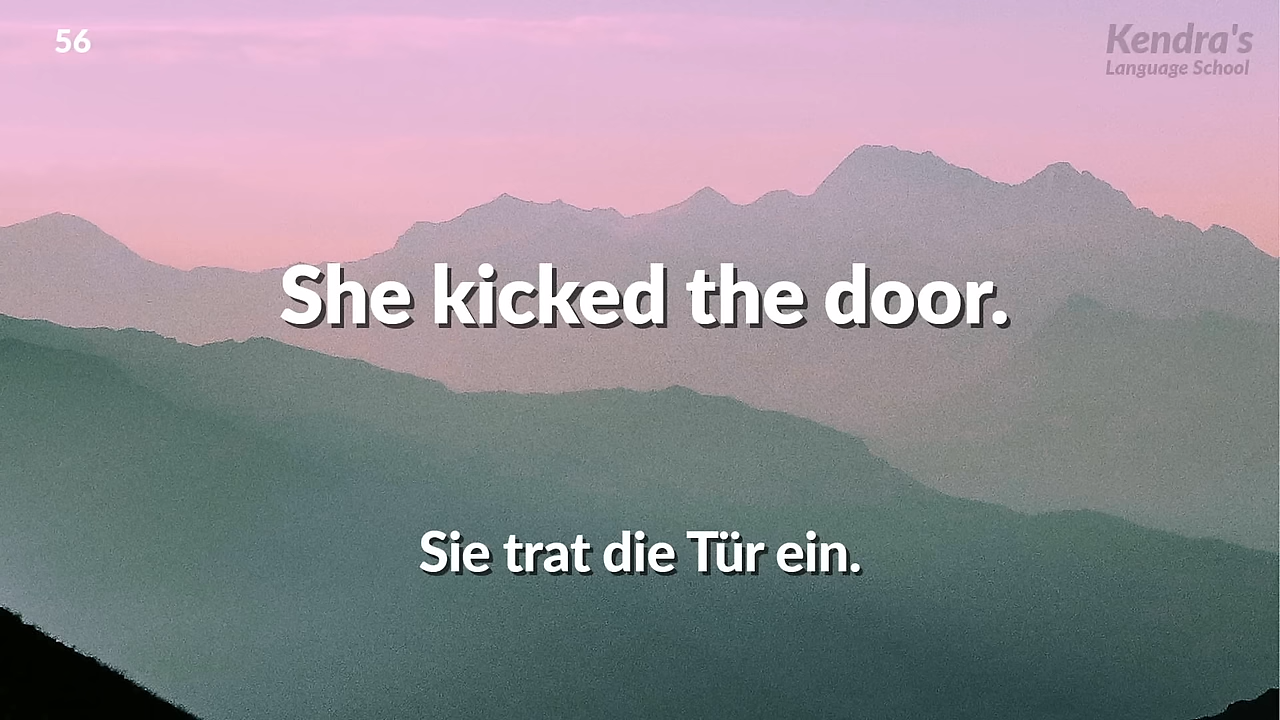 56
Kendra's
Language School
She kicked the door.
Sie trat die Tür ein.